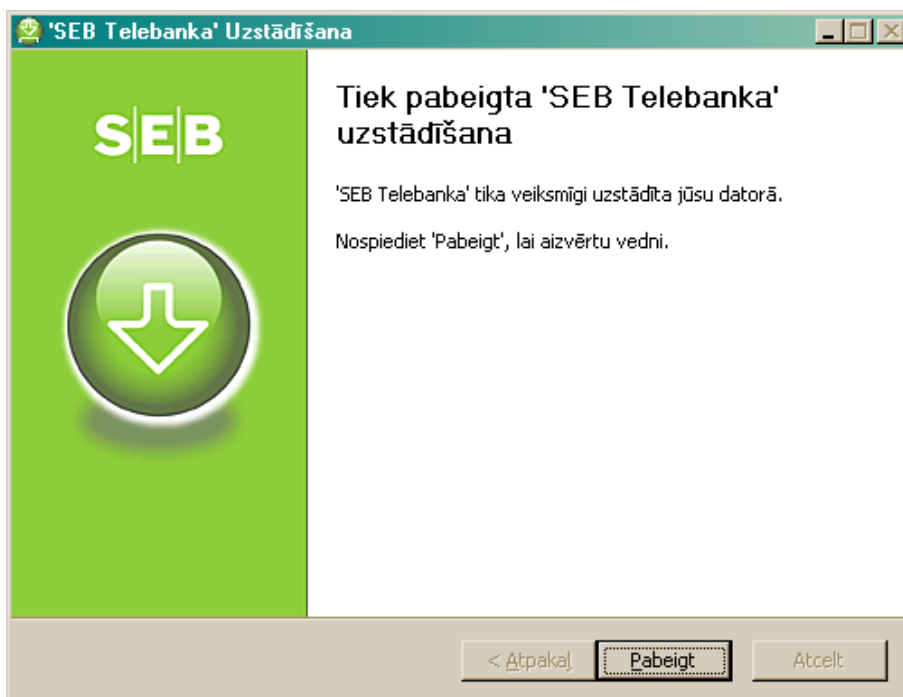 'SEB Telebanka' Uzstādīšana
S|E|B
Tiek pabeigta 'SEB Telebanka'
uzstādīšana
'SEB Telebanka' tika veiksmīgi uzstādīta jūsu datorā.
Nospiediet 'Pabeigt', lai aizvērtu vedni.
< Atpakaļ
Pabeigt
Atcelt